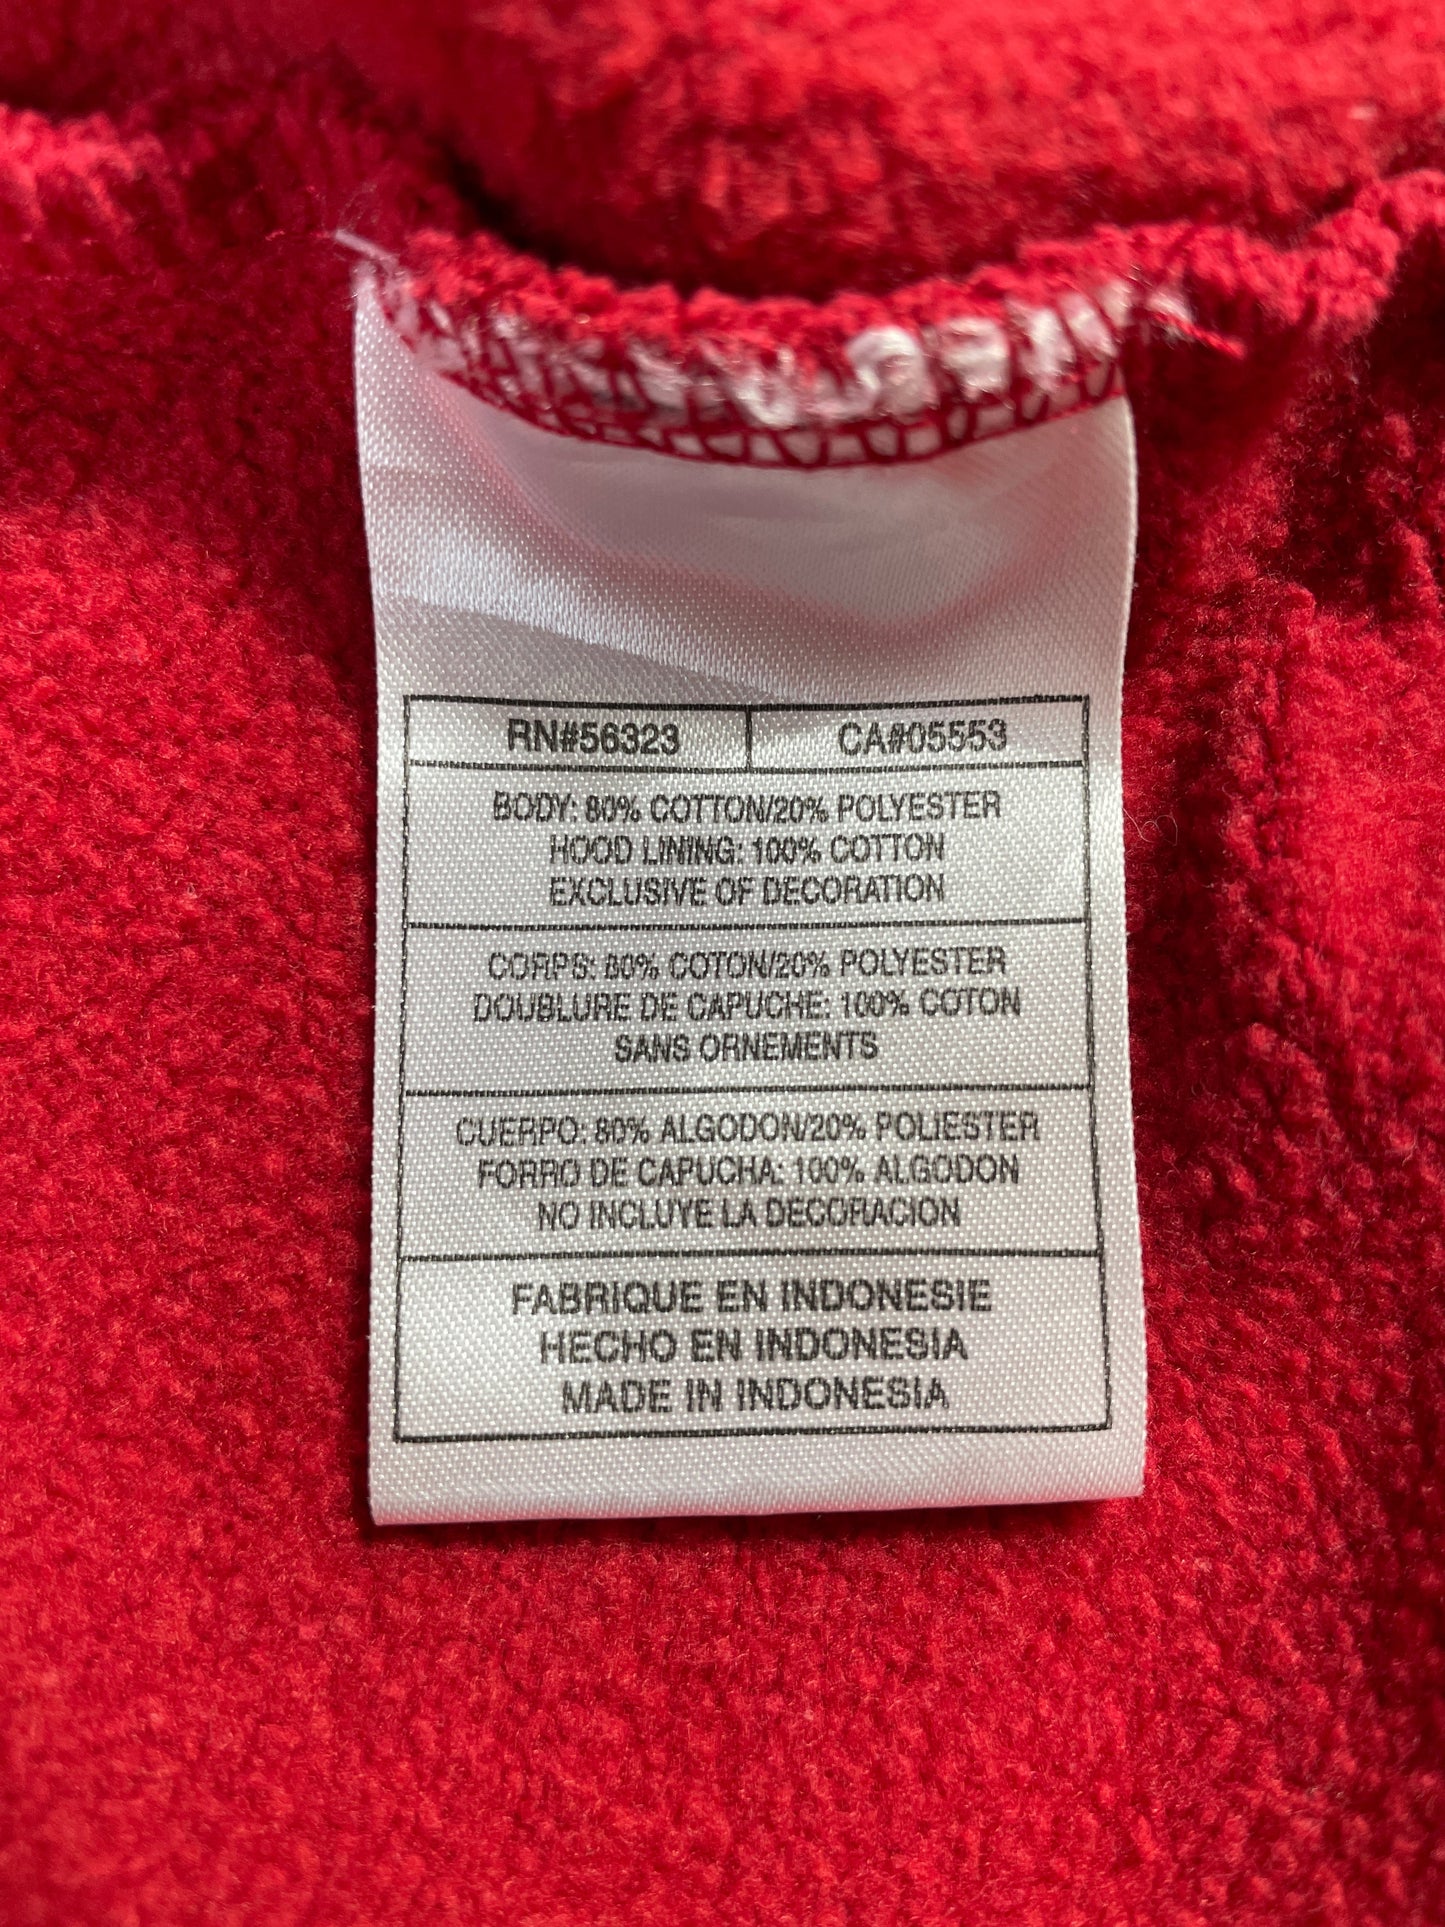 RN#56323 CA#05553
BODY: 80% COTTON/20% POLYESTER
HOOD LINING: 100% COTTON
EXCLUSIVE OF DECORATION
CORPS: 80% COTON/20% POLYESTER
DOUBLURE DE CAPUCHE: 100% COTON
SANS ORNEMENTS
CUERPO: 80% ALGODON/20% POLIESTER
FORRO DE CAPUCHA: 100% ALGODON
NO INCLUYE LA DECORACION
FABRIQUE EN INDONESIE
HECHO EN INDONESIA
MADE IN INDONESIA